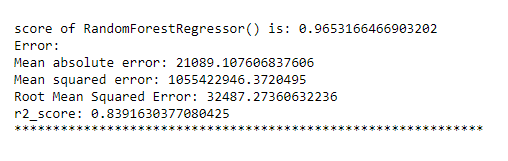 score of RandomForestRegressor() is: 0.9653166466903202
Error:
Mean absolute error: 21089.107606837606
Mean squared error: 1055422946.3720495
Root Mean Squared Error: 32487.27360632236
r2_score: 0.8391630377080425
*************************************************************